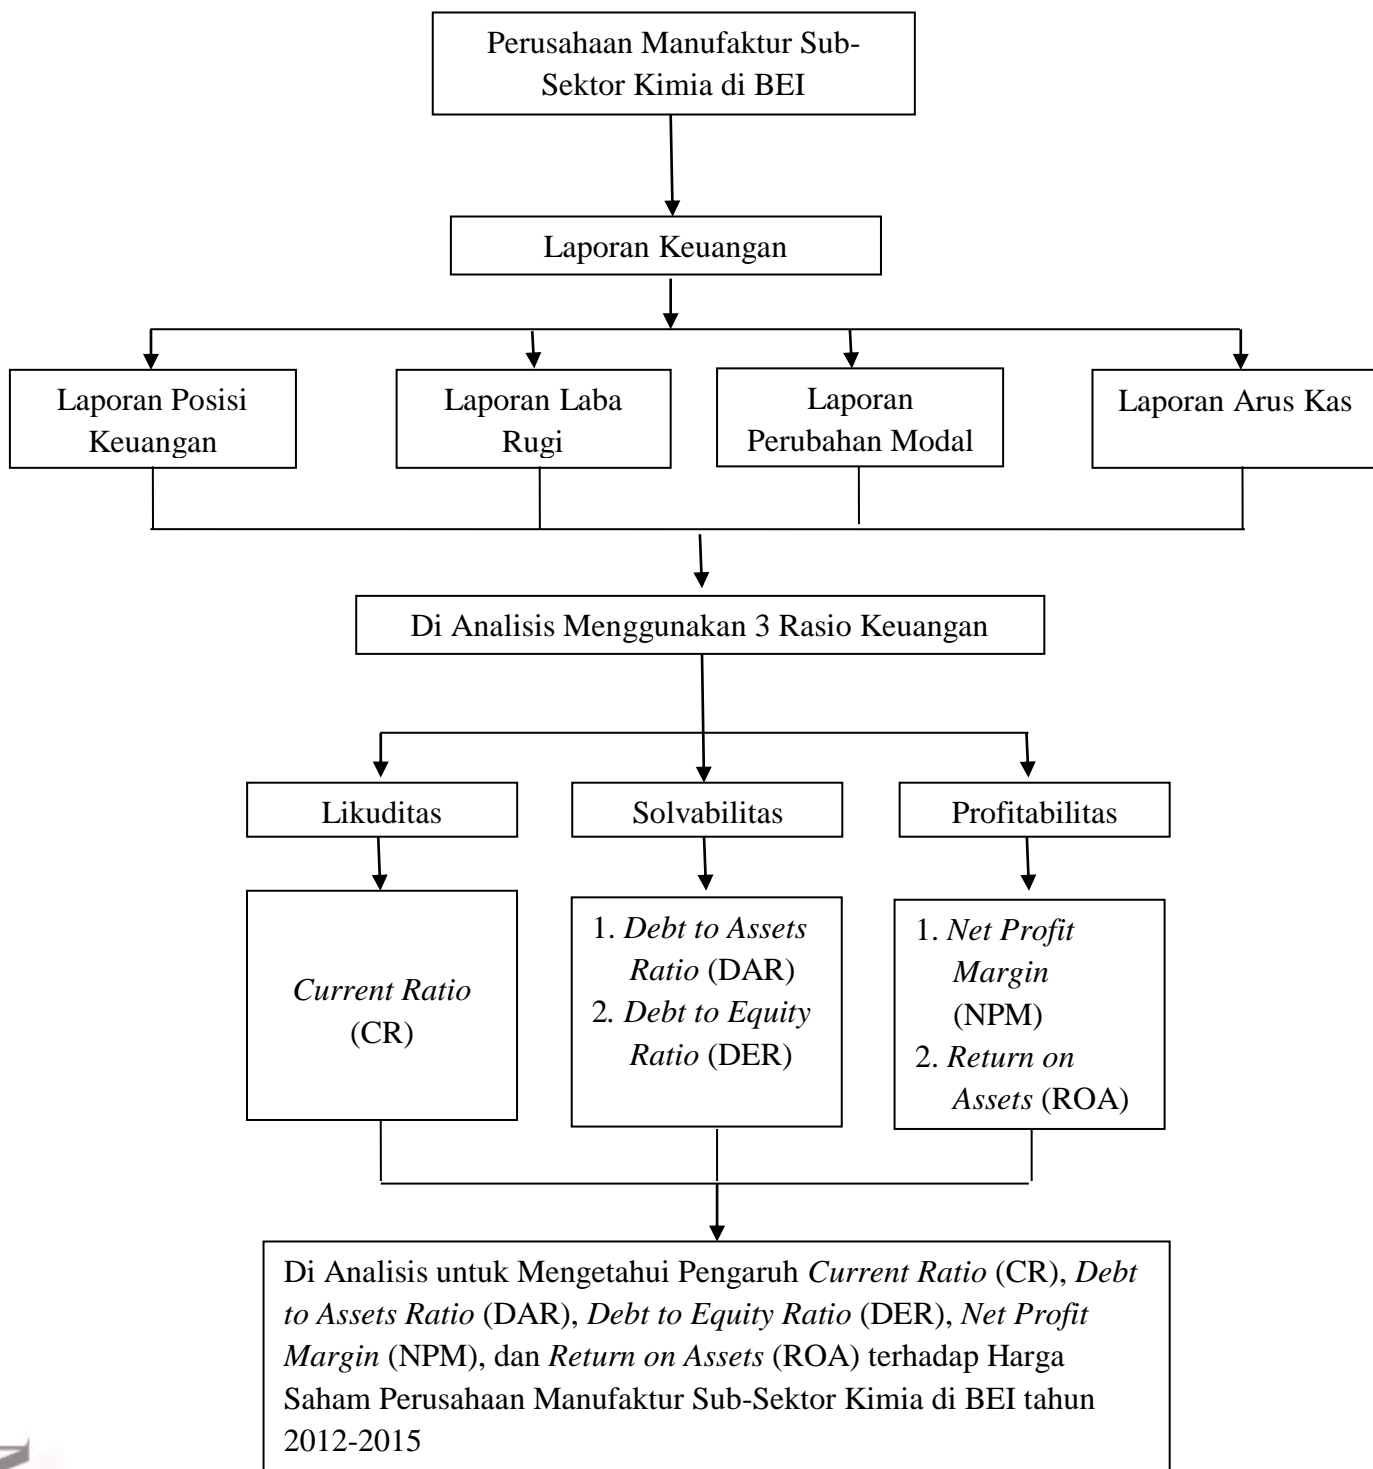 Perusahaan Manufaktur Sub-
Sektor Kimia di BEI
Laporan Keuangan
Laporan Posisi
Keuangan
Laporan Laba
Rugi
Laporan
Perubahan Modal
Laporan Arus Kas
Di Analisis Menggunakan 3 Rasio Keuangan
Likuditas
Solvabilitas
Profitabilitas
Current Ratio
(CR)
1. Debt to Assets
Ratio (DAR)
2. Debt to Equity
Ratio (DER)
1. Net Profit
Margin
(NPM)
2. Return on
Assets (ROA)
Di Analisis untuk Mengetahui Pengaruh Current Ratio (CR), Debt
to Assets Ratio (DAR), Debt to Equity Ratio (DER), Net Profit
Margin (NPM), dan Return on Assets (ROA) terhadap Harga
Saham Perusahaan Manufaktur Sub-Sektor Kimia di BEI tahun
2012-2015